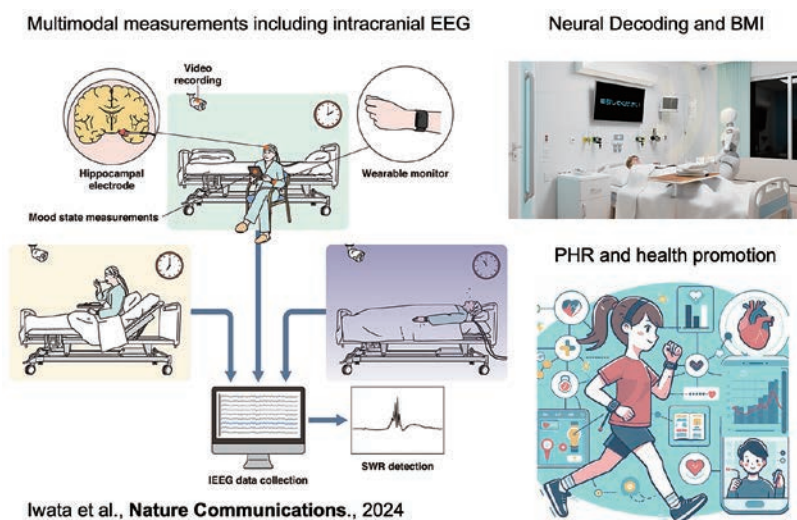 Multimodal measurements including intracranial EEG
Neural Decoding and BMI
Video
recording
Hippocampal
electrode
Wearable monitor
Mood state measurements
PHR and health promotion
IEEG data collection
SWR detection
Iwata et al., Nature Communications., 2024